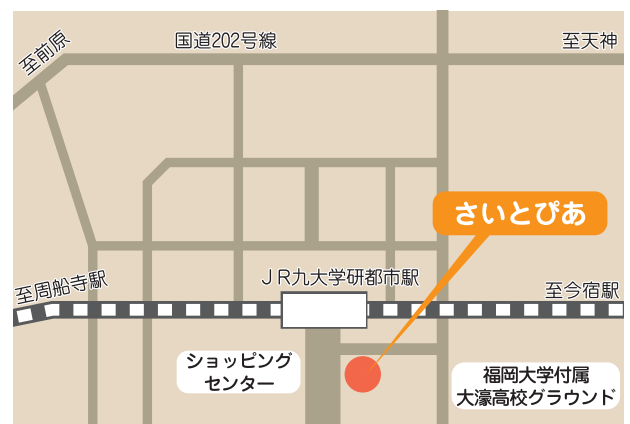 至前原
国道202号線
至天神
さいとぴあ
JR九大学研都市駅
至周船寺駅
至今宿駅
ショッピング
センター
福岡大学付属
大濠高校グラウンド